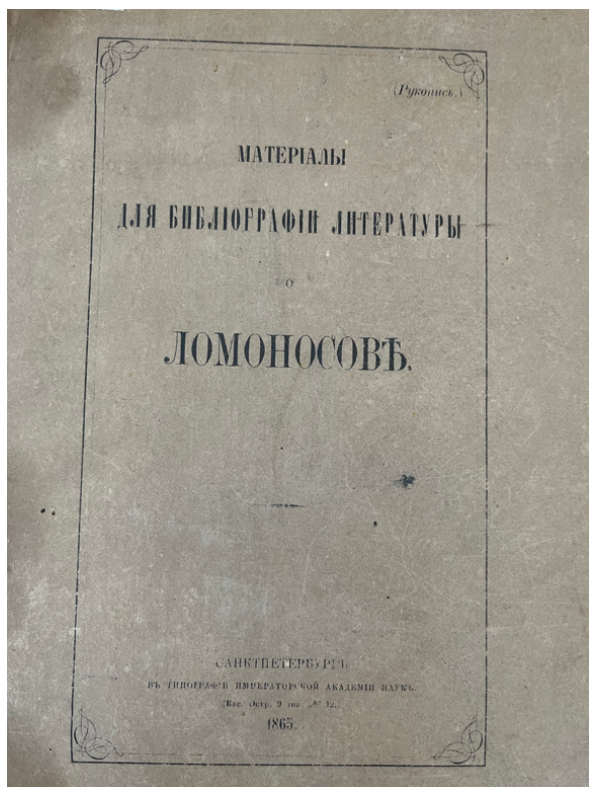 (Рукопись.)
МАТЕРІАЛЫ
ДЛЯ БИБЛІОГРАФІИ ЛИТЕРАТУРЫ
О
ЛОМОНОСОВѢ.
САНКТПЕТЕРБУРГЪ.
ВЪ ТИПОГРАФІИ ИМПЕРАТОРСКОЙ АКАДЕМІИ НАУКЪ.
(Вас. Остр. 9 лин. № 12.)
1865.